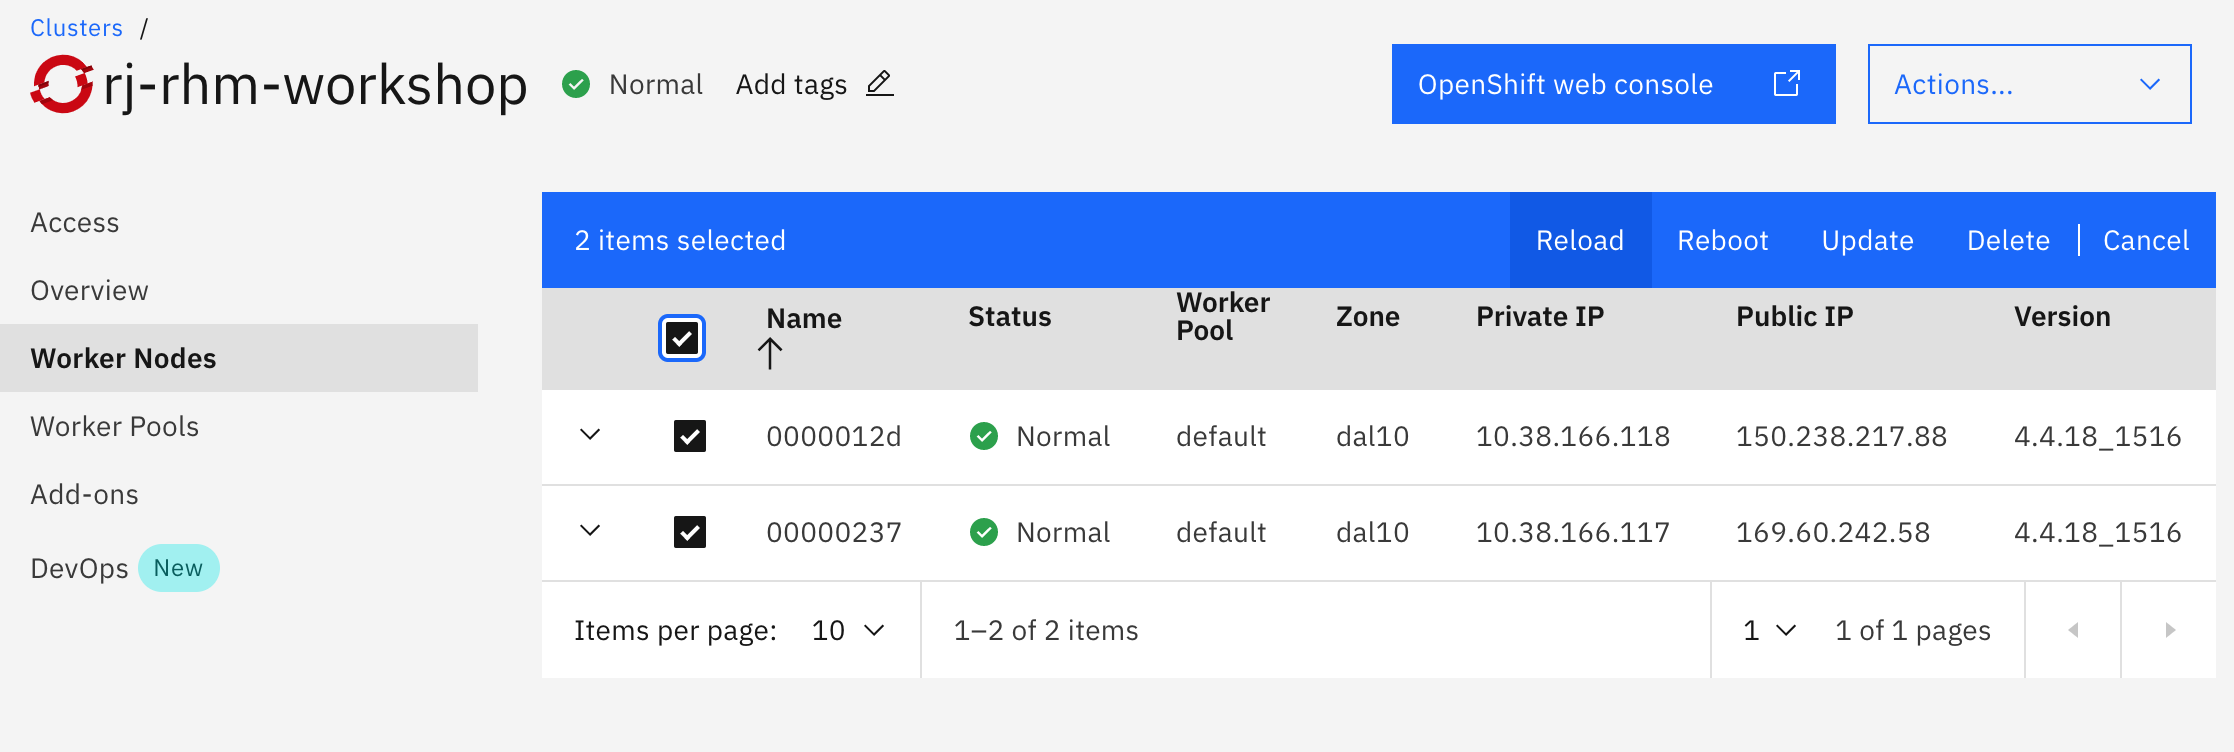 Clusters /
rj-rhm-workshop Normal Add tags OpenShift web console Actions...
Access
Overview
Worker Nodes
Worker Pools
Add-ons
DevOps New
2 items selected Reload Reboot Update Delete | Cancel
Name Status Worker Pool Zone Private IP Public IP Version
0000012d Normal default dal10 10.38.166.118 150.238.217.88 4.4.18_1516
00000237 Normal default dal10 10.38.166.117 169.60.242.58 4.4.18_1516
Items per page: 10 1–2 of 2 items 1 1 of 1 pages